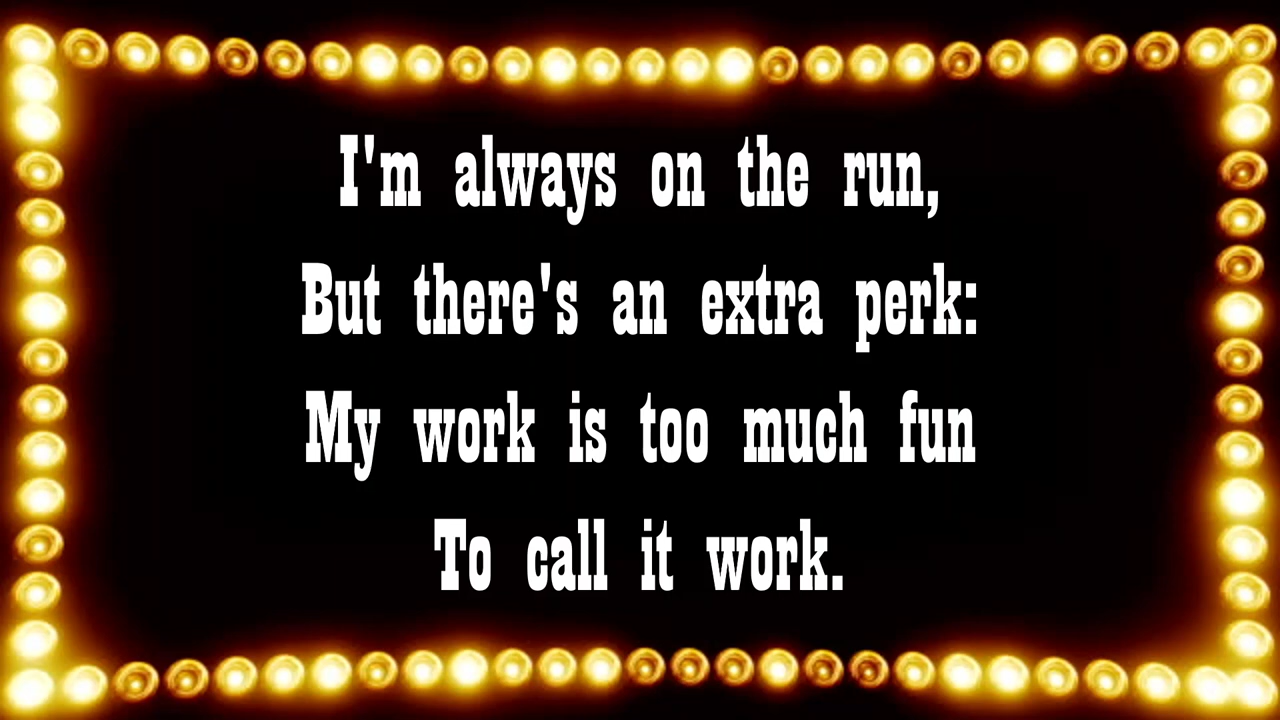 I'm always on the run,
But there's an extra perk:
My work is too much fun
To call it work.